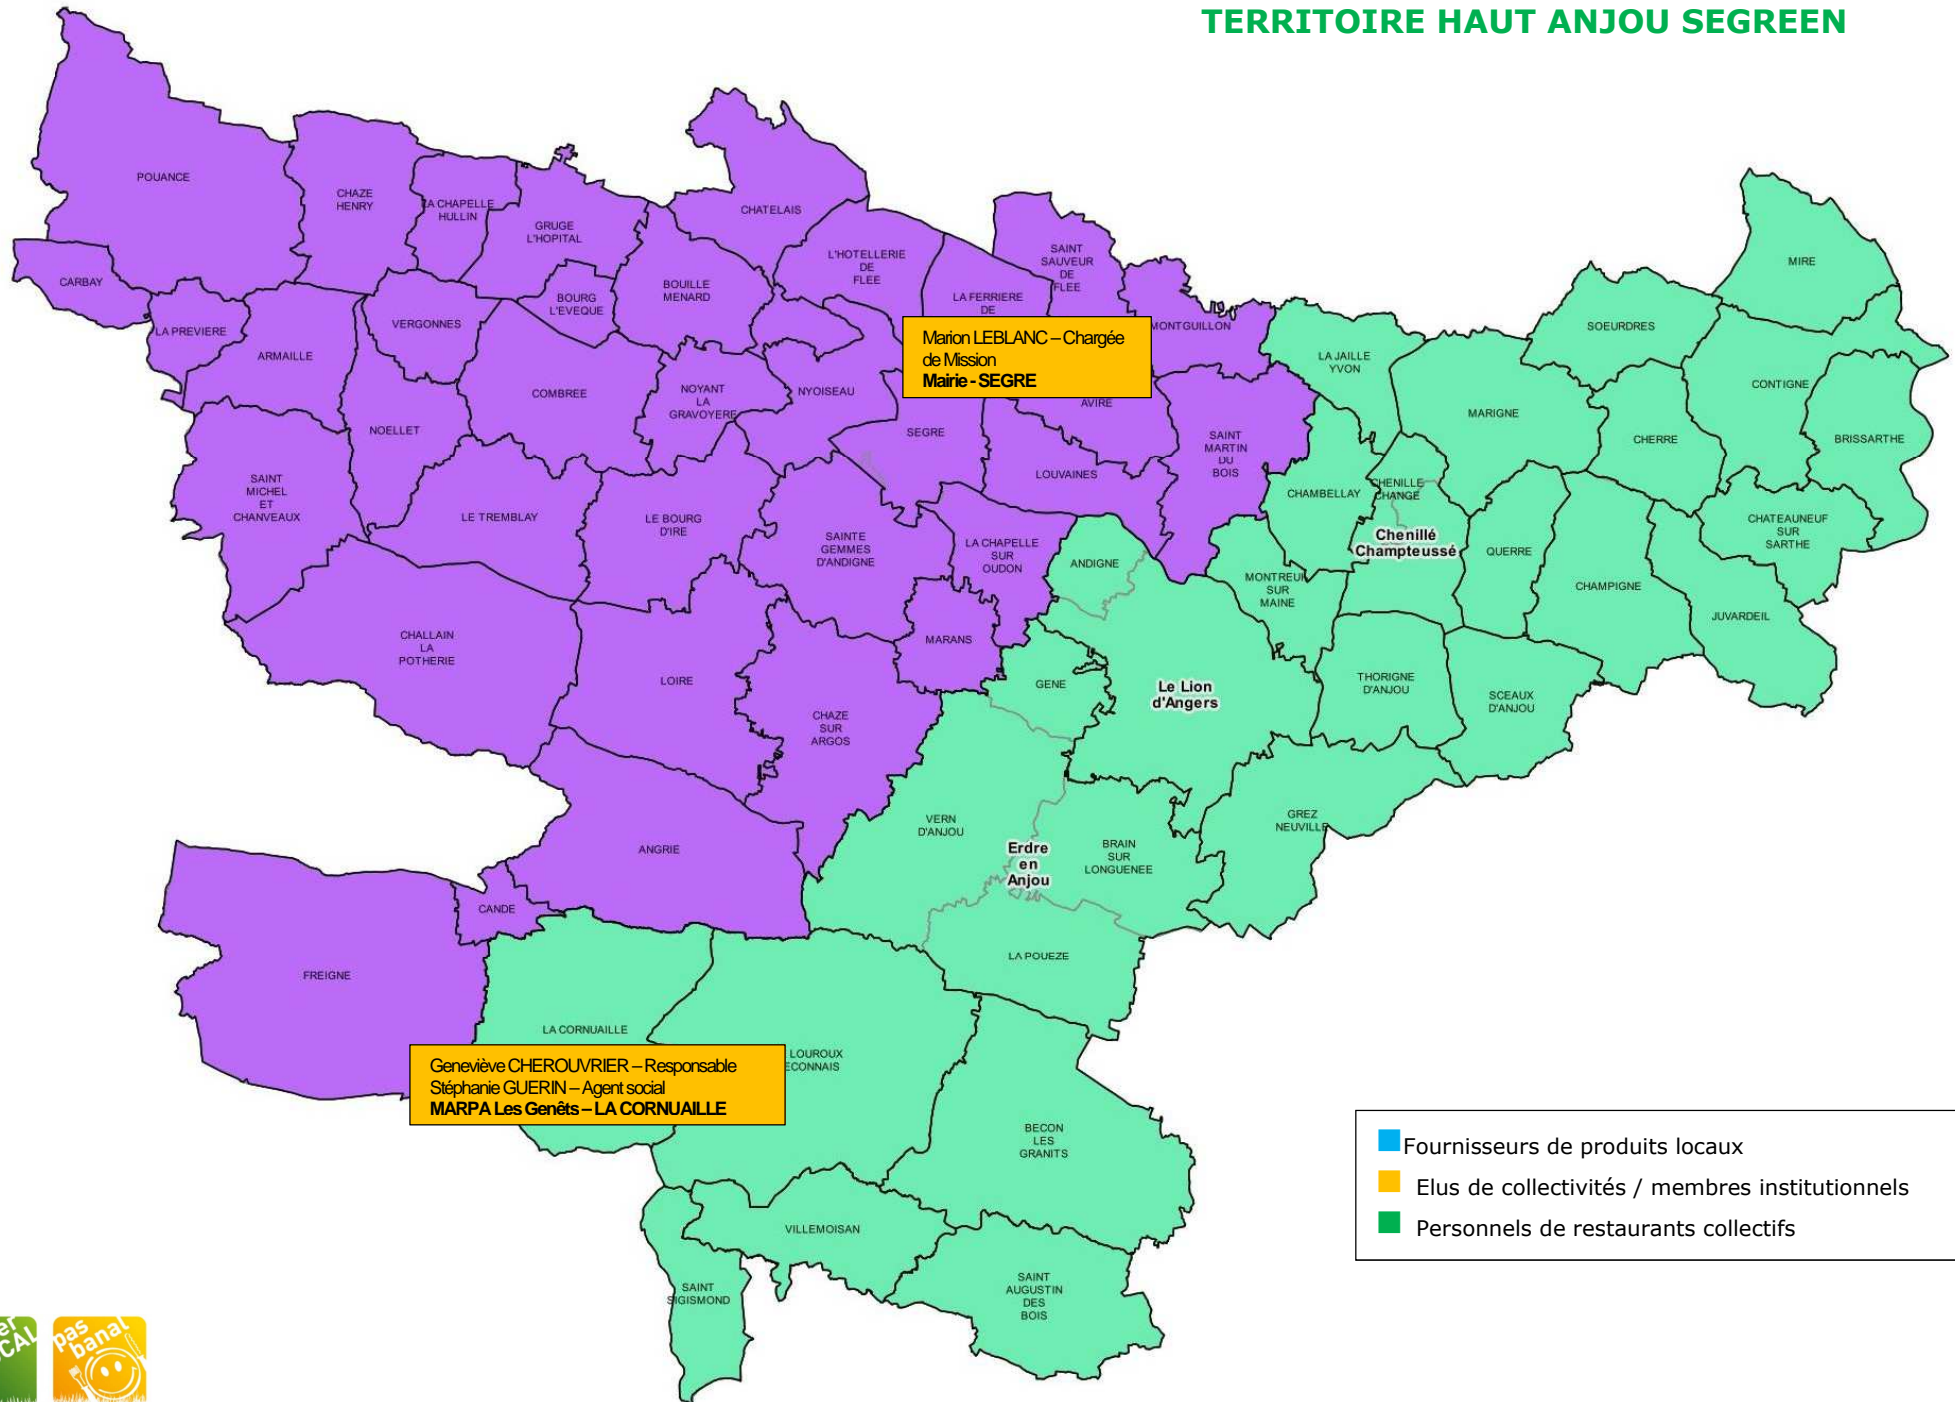 TERRITOIRE HAUT ANJOU SEGREEN
POUANCE
CHAZE
HENRY
LA CHAPELLE
HULLIN
GRUGE
L'HOPITAL
CHATELAIS
CARBAY
LA PREVIERE
ARMAILLE
VERGONNES
BOURG
L'EVEQUE
BOUILLE
MENARD
L'HOTELLERIE
DE
FLEE
LA FERRIERE
DE
SAINT
SAUVEUR
DE
FLEE
MONTGUILLON
Marion LEBLANC – Chargée
de Mission
Mairie - SEGRE
LA JAILLE
YVON
SOEURDRES
MIRE
CONTIGNE
BRISSARTHE
MARIGNE
CHERRE
COMBREE
NOYANT
LA
GRAVOYERE
NYOISEAU
AVIRE
SEGRE
NOELLET
SAINT
MARTIN
DU
BOIS
LOUVAINES
SAINT
MICHEL
ET
CHANVEAUX
LE TREMBLAY
LE BOURG
D'IRE
SAINTE
GEMMES
D'ANDIGNE
LA CHAPELLE
SUR
OUDON
ANDIGNE
CHAMBELLAY
CHENILLE
CHANGE
Chenillé
Champteussé
QUERRE
CHATEAUNEUF
SUR
SARTHE
CHAMPIGNE
JUVARDEIL
MONTREUI
SUR
MAINE
CHALLAIN
LA
POTHERIE
LOIRE
MARANS
GENE
Le Lion
d'Angers
THORIGNE
D'ANJOU
SCEAUX
D'ANJOU
CHAZE
SUR
ARGOS
VERN
D'ANJOU
GREZ
NEUVILLE
Erdre
en
Anjou
BRAIN
SUR
LONGUENEE
ANGRIE
CANDE
FREIGNE
LA POUEZE
LA CORNUAILLE
LOUROUX
ECONNAIS
Geneviève CHEROUVRIER – Responsable
Stéphanie GUERIN – Agent social
MARPA Les Genêts – LA CORNUAILLE
BECON
LES
GRANITS
VILLEMOISAN
SAINT
SIGISMOND
SAINT
AUGUSTIN
DES
BOIS
Fournisseurs de produits locaux
Elus de collectivités / membres institutionnels
Personnels de restaurants collectifs
pas
banal